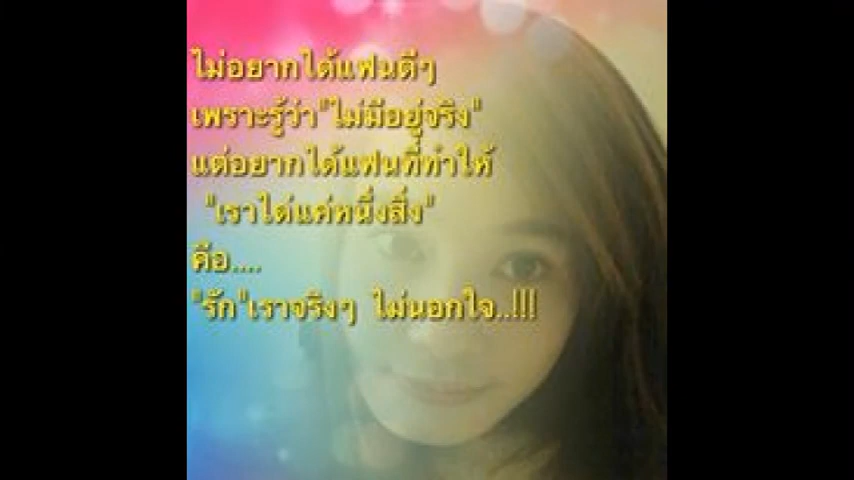 ไม่อยากได้แฟนดีๆ
เพราะรู้ว่า"ไม่มีอยู่จริง"
แต่อยากได้แฟนที่ทำให้
"เราได้แค่หนึ่งสิ่ง"
คือ....
"รัก"เราจริงๆ ไม่นอกใจ..!!!